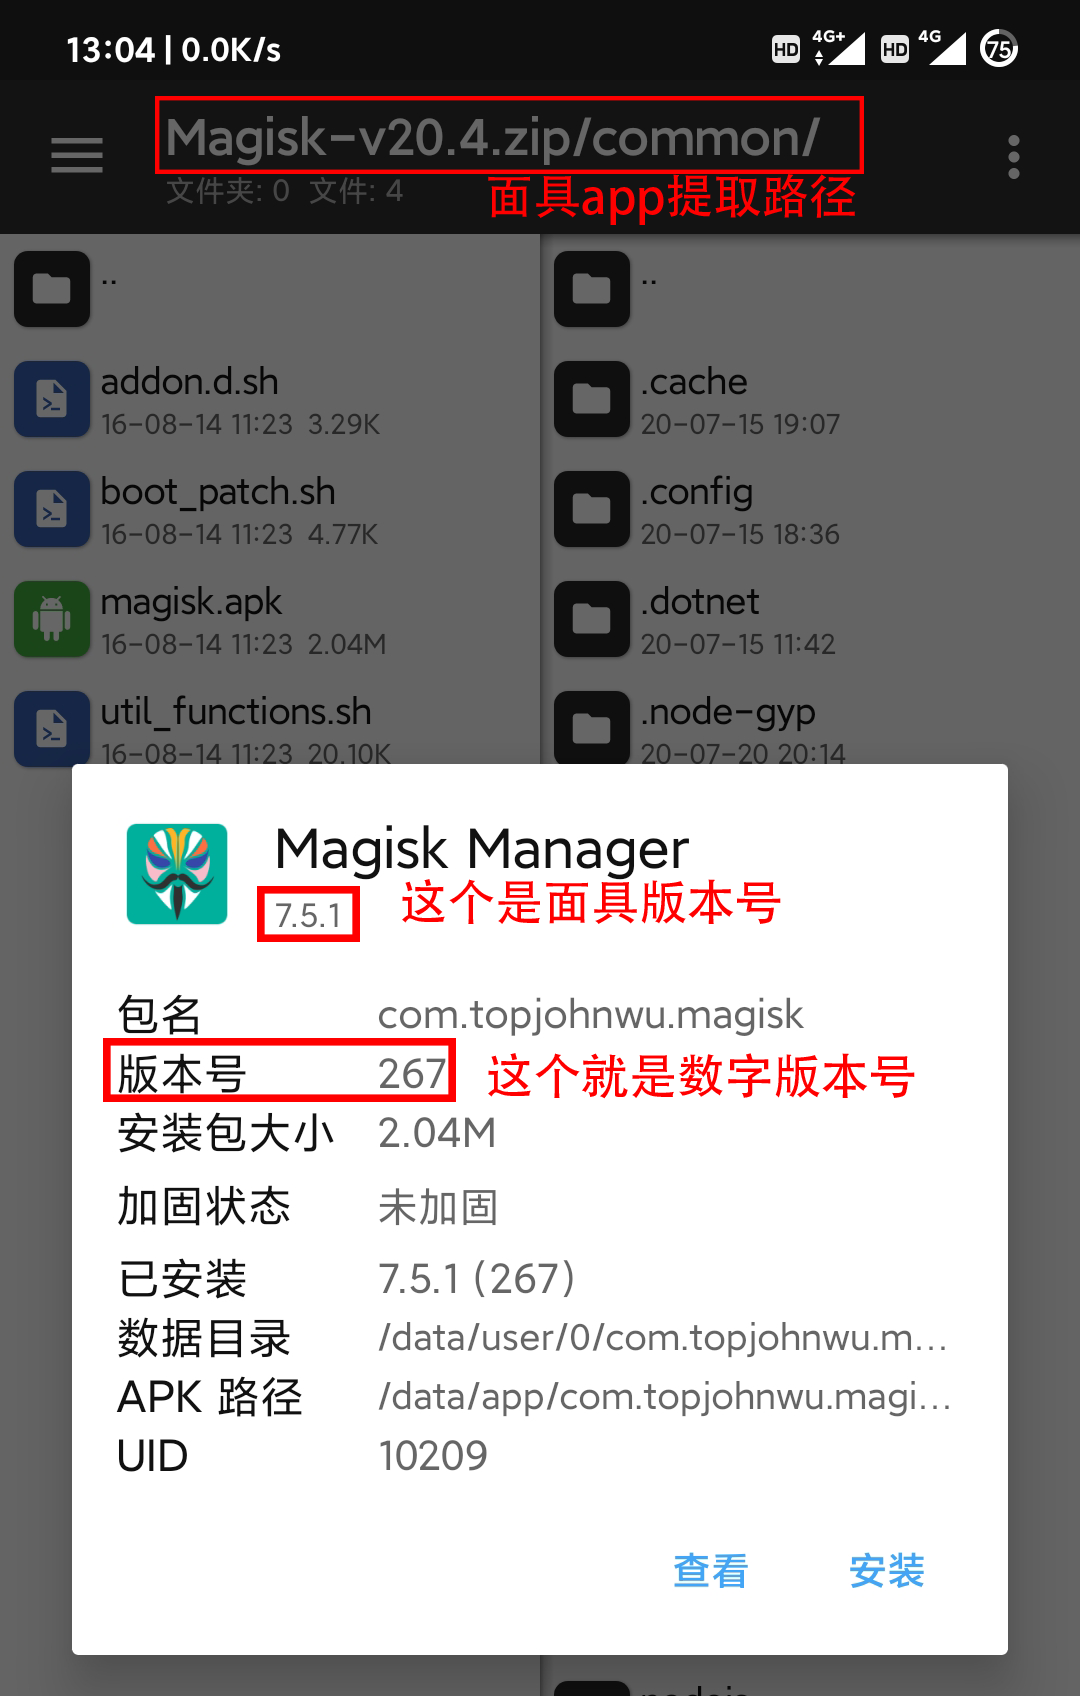 13:04 | 0.0K/s
HD 4G+ HD 4G 75
Magisk-v20.4.zip/common/
文件夹: 0 文件: 4
面具app提取路径
..
addon.d.sh
16-08-14 11:23 3.29K
boot_patch.sh
16-08-14 11:23 4.77K
magisk.apk
16-08-14 11:23 2.04M
util_functions.sh
16-08-14 11:23 20.10K
..
.cache
20-07-15 19:07
.config
20-07-15 18:36
.dotnet
20-07-15 11:42
.node-gyp
20-07-20 20:14
Magisk Manager
7.5.1
这个是面具版本号
包名 com.topjohnwu.magisk
版本号 267
这个就是数字版本号
安装包大小 2.04M
加固状态 未加固
已安装 7.5.1 (267)
数据目录 /data/user/0/com.topjohnwu.m...
APK 路径 /data/app/com.topjohnwu.magi...
UID 10209
查看 安装